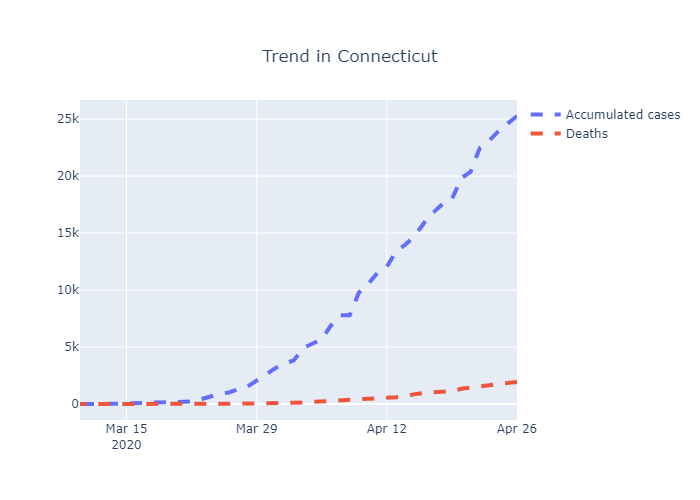 Trend in Connecticut
25k
20k
15k
10k
5k
0
Mar 15
2020
Mar 29
Apr 12
Apr 26
Accumulated cases
Deaths